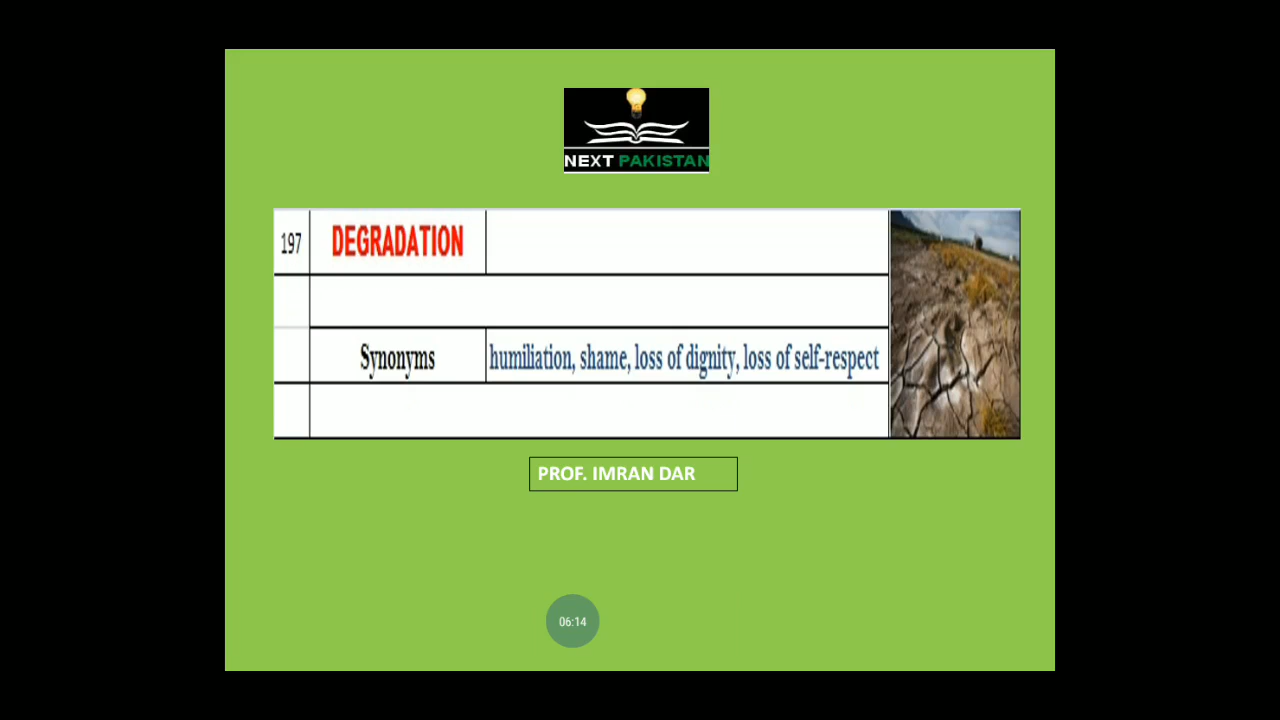 NEXT PAKISTAN
197 DEGRADATION
Synonyms humiliation, shame, loss of dignity, loss of self-respect
PROF. IMRAN DAR
06:14